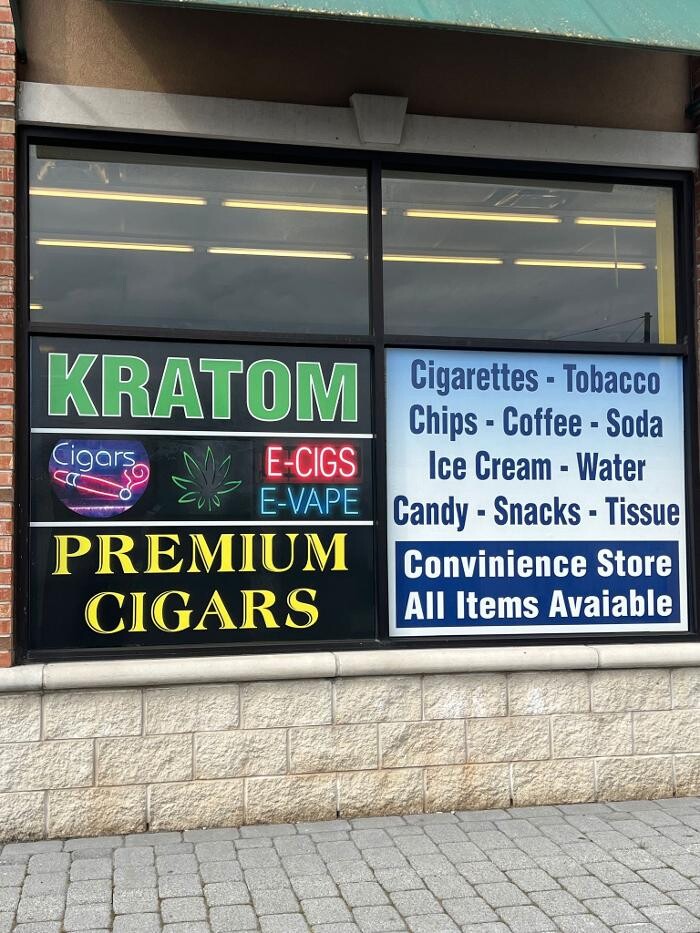 KRATOM
Cigars
E-CIGS
E-VAPE
PREMIUM
CIGARS
Cigarettes - Tobacco
Chips - Coffee - Soda
Ice Cream - Water
Candy - Snacks - Tissue
Convinience Store
All Items Avaiable